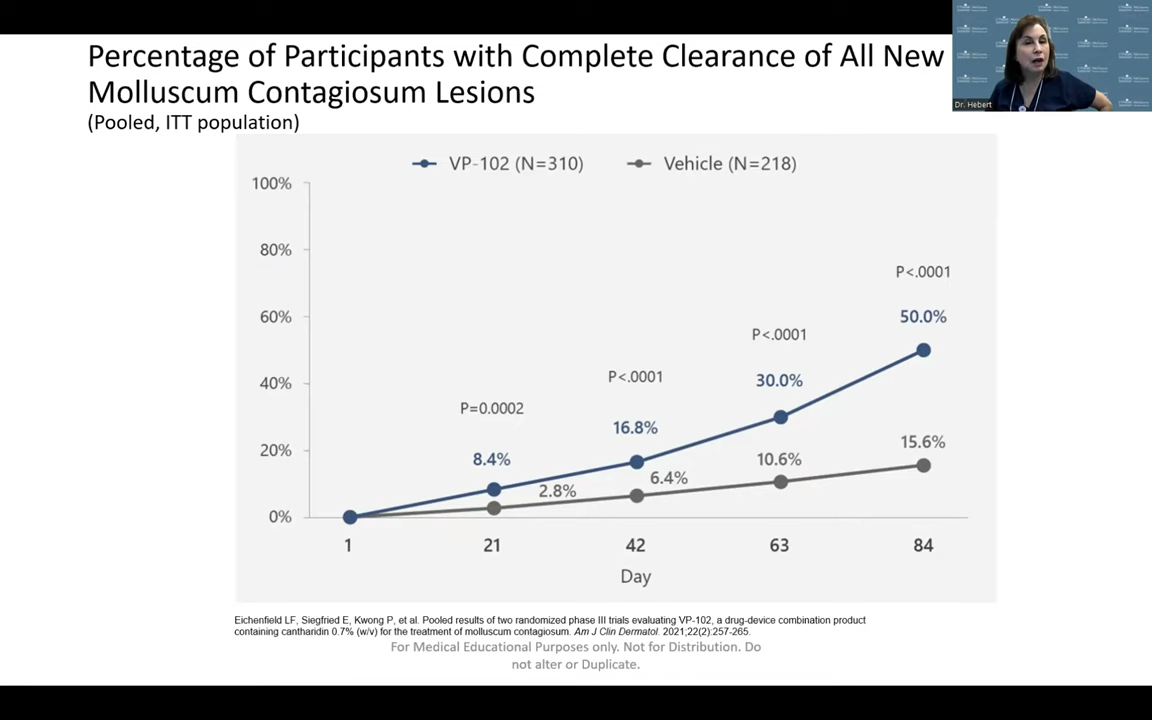 Percentage of Participants with Complete Clearance of All New
Molluscum Contagiosum Lesions
(Pooled, ITT population)
Dr. Hebert
VP-102 (N=310)
Vehicle (N=218)
100%
80%
60%
40%
20%
0%
P=0.0002
8.4%
2.8%
P<.0001
16.8%
6.4%
P<.0001
30.0%
10.6%
P<.0001
50.0%
15.6%
1
21
42
63
84
Day
Eichenfield LF, Siegfried E, Kwong P, et al. Pooled results of two randomized phase III trials evaluating VP-102, a drug-device combination product
containing cantharidin 0.7% (w/v) for the treatment of molluscum contagiosum. Am J Clin Dermatol. 2021;22(2):257-265.
For Medical Educational Purposes only. Not for Distribution. Do
not alter or Duplicate.